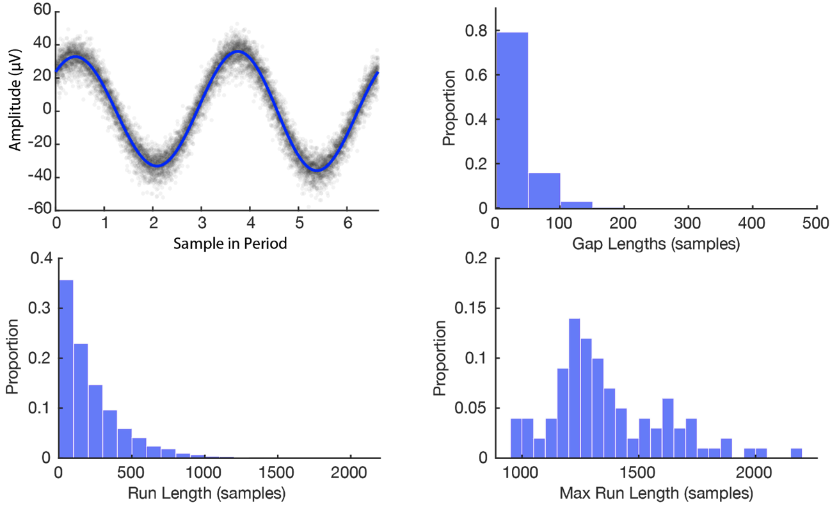 60
40
20
0
-20
-40
-60
Amplitude (µV)
0 1 2 3 4 5 6
Sample in Period
0.8
0.6
0.4
0.2
0
Proportion
0 100 200 300 400 500
Gap Lengths (samples)
0.4
0.3
0.2
0.1
0
Proportion
0 500 1000 1500 2000
Run Length (samples)
0.2
0.15
0.1
0.05
0
Proportion
1000 1500 2000
Max Run Length (samples)